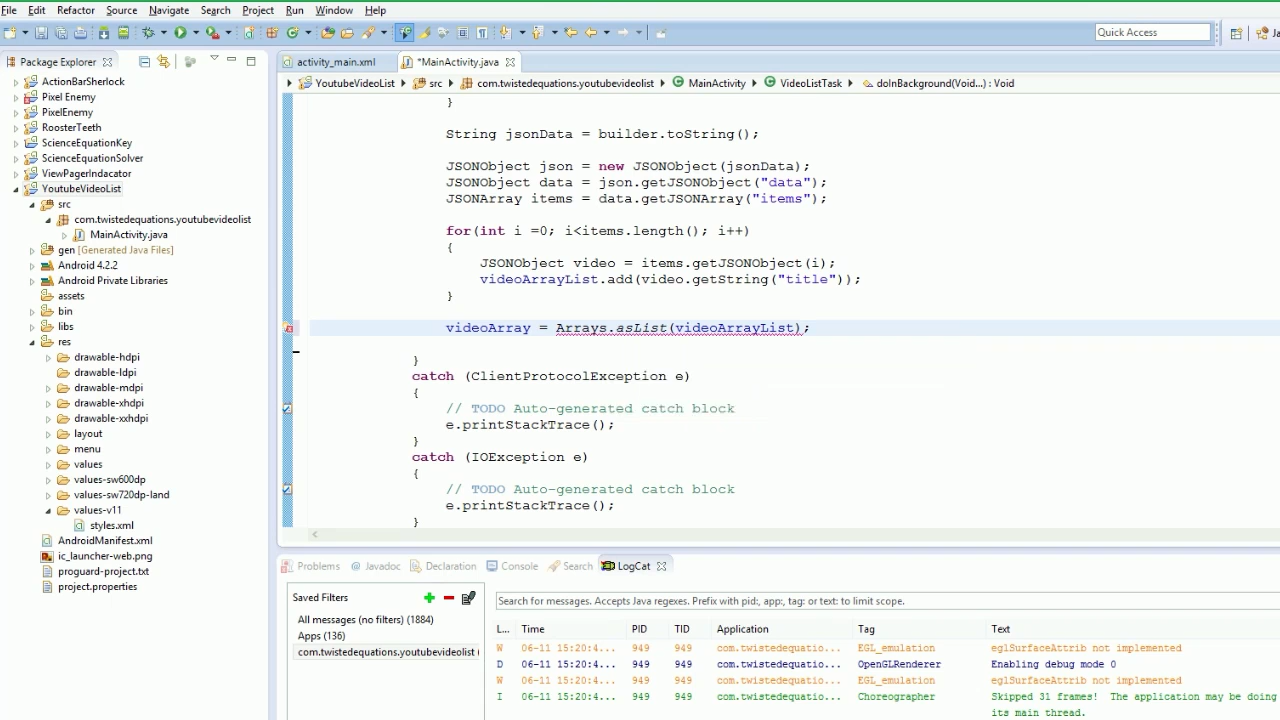 File Edit Refactor Source Navigate Search Project Run Window Help
Quick Access
Package Explorer
activity_main.xml *MainActivity.java
YoutubeVideoList src com.twistedequations.youtubevideolist MainActivity VideoListTask doInBackground(Void...) : Void
ActionBarSherlock
Pixel Enemy
PixelEnemy
RoosterTeeth
ScienceEquationKey
ScienceEquationSolver
ViewPagerIndacator
YoutubeVideoList
src
com.twistedequations.youtubevideolist
MainActivity.java
gen [Generated Java Files]
Android 4.2.2
Android Private Libraries
assets
bin
libs
res
drawable-hdpi
drawable-ldpi
drawable-mdpi
drawable-xhdpi
drawable-xxhdpi
layout
menu
values
values-sw600dp
values-sw720dp-land
values-v11
styles.xml
AndroidManifest.xml
ic_launcher-web.png
proguard-project.txt
project.properties
}
String jsonData = builder.toString();
JSONObject json = new JSONObject(jsonData);
JSONObject data = json.getJSONObject("data");
JSONArray items = data.getJSONArray("items");
for(int i =0; i<items.length(); i++)
{
JSONObject video = items.getJSONObject(i);
videoArrayList.add(video.getString("title"));
}
videoArray = Arrays.asList(videoArrayList);
}
catch (ClientProtocolException e)
{
// TODO Auto-generated catch block
e.printStackTrace();
}
catch (IOException e)
{
// TODO Auto-generated catch block
e.printStackTrace();
}
Problems @ Javadoc Declaration Console Search LogCat
Saved Filters
All messages (no filters) (1884)
Apps (136)
com.twistedequations.youtubevideolist (
Search for messages. Accepts Java regexes. Prefix with pid:, app:, tag: or text: to limit scope.
L... Time PID TID Application Tag Text
W 06-11 15:20:4... 949 949 com.twistedequatio... EGL_emulation eglSurfaceAttrib not implemented
D 06-11 15:20:4... 949 949 com.twistedequatio... OpenGLRenderer Enabling debug mode 0
W 06-11 15:20:4... 949 949 com.twistedequatio... EGL_emulation eglSurfaceAttrib not implemented
I 06-11 15:20:4... 949 949 com.twistedequatio... Choreographer Skipped 31 frames! The application may be doing
its main thread.